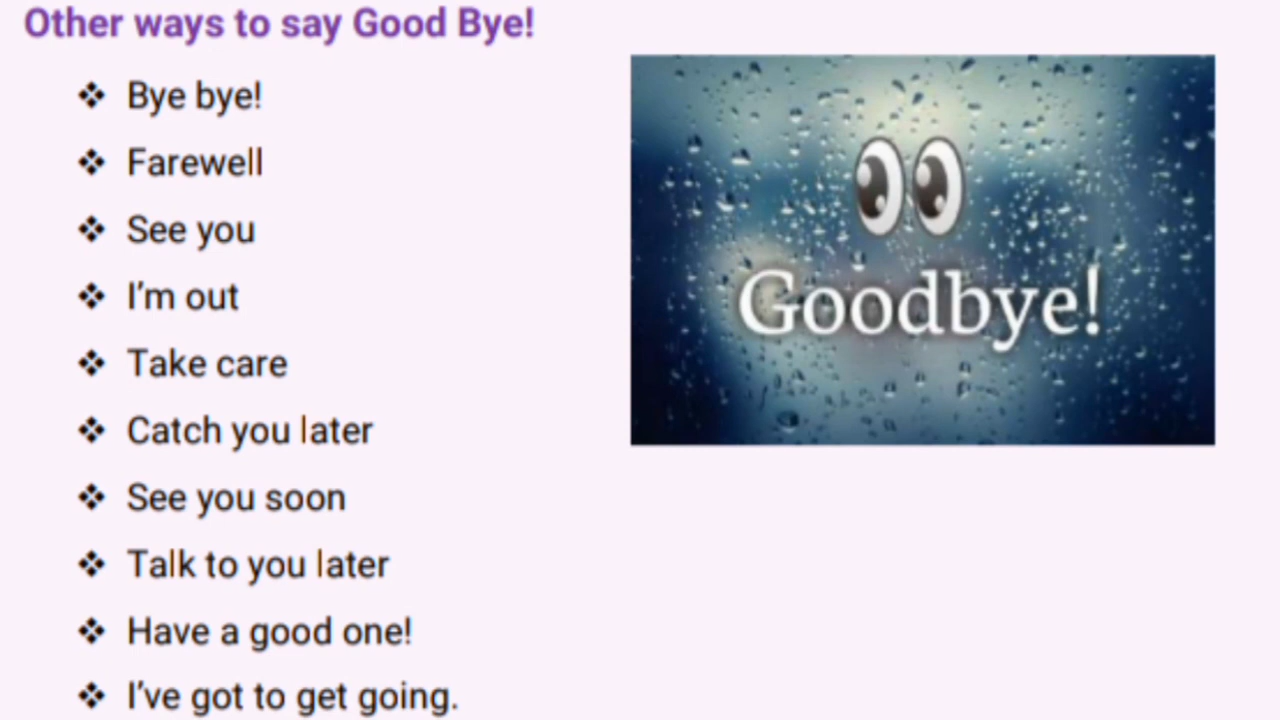 Other ways to say Good Bye!
Bye bye!
Farewell
See you
I'm out
Take care
Catch you later
See you soon
Talk to you later
Have a good one!
I've got to get going.
Goodbye!